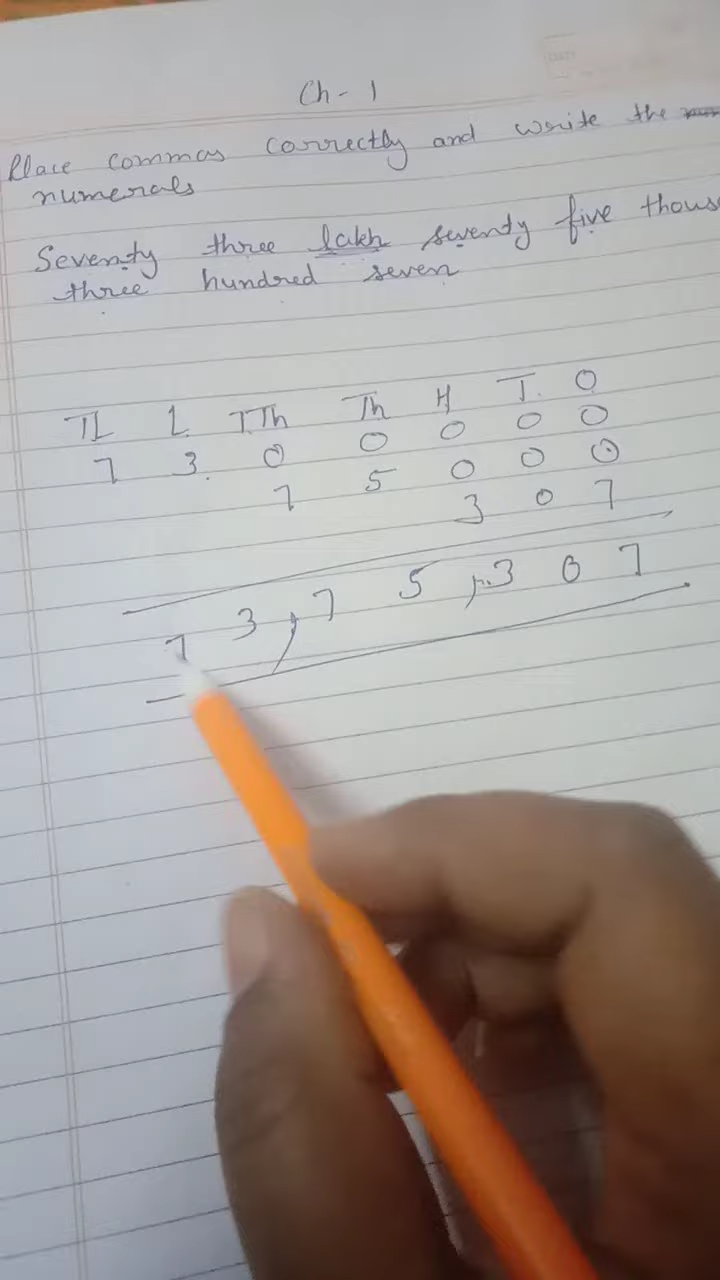 Ch - 1
Place commas correctly and write the
numerals
Seventy three lakh seventy five thous
three hundred seven
TL L TTh Th H T. O
7 3. 0 0 0 0 0
7 5 0 0 0
3 0 7
7 3, 7 5, 3 0 7